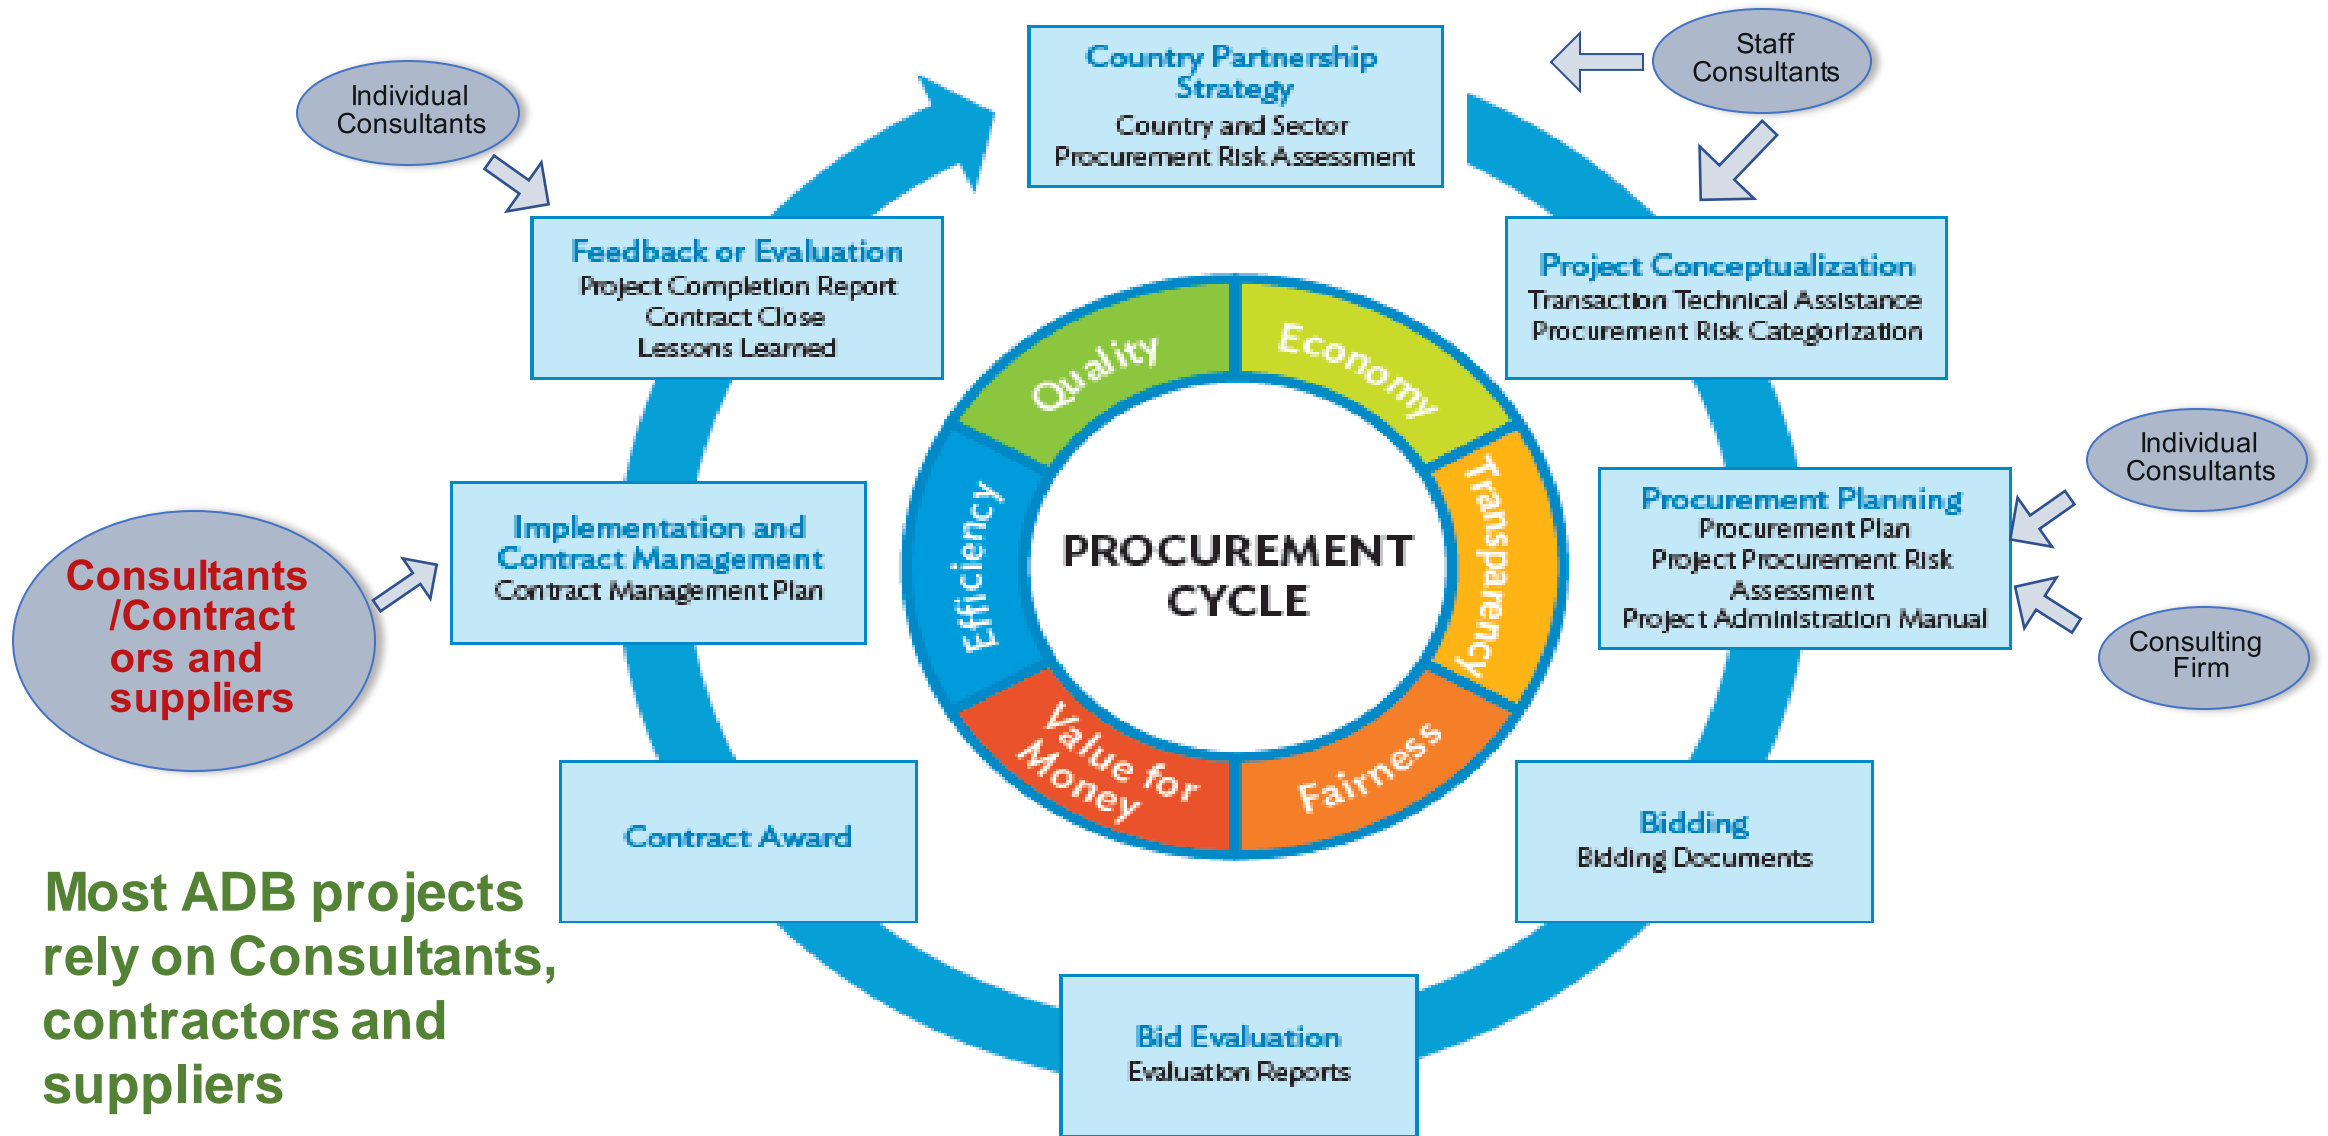 Country Partnership
Strategy
Country and Sector
Procurement Risk Assessment
Staff
Consultants
Individual
Consultants
Feedback or Evaluation
Project Completion Report
Contract Close
Lessons Learned
Project Conceptualization
Transaction Technical Assistance
Procurement Risk Categorization
Quality
Economy
Transparency
Fairness
Value for
Money
Efficiency
PROCUREMENT
CYCLE
Individual
Consultants
Procurement Planning
Procurement Plan
Project Procurement Risk
Assessment
Project Administration Manual
Consulting
Firm
Implementation and
Contract Management
Contract Management Plan
Consultants
/Contract
ors and
suppliers
Contract Award
Bidding
Bidding Documents
Bid Evaluation
Evaluation Reports
Most ADB projects
rely on Consultants,
contractors and
suppliers